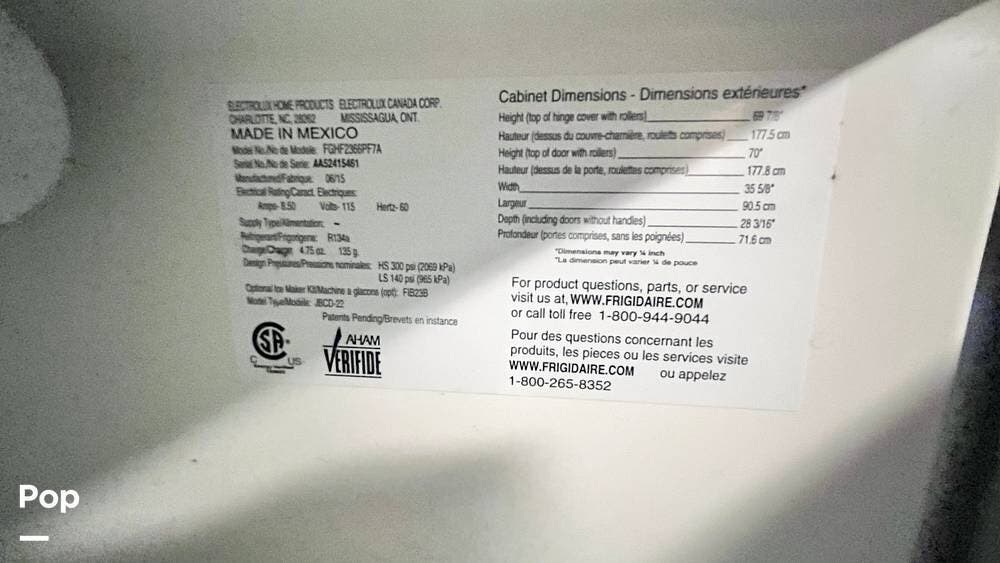 ELECTROLUX HOME PRODUCTS ELECTROLUX CANADA CORP.
CHARLOTTE, NC, 28262 MISSISSAGUA, ONT.
MADE IN MEXICO
Model No./No de Modele: FGHF2366PF7A
Serial No./No de Serie: AA52415461
Manufactured/Fabrique: 06/15
Electrical Rating/Caract. Electriques:
Amps- 8.50 Volts- 115 Hertz- 60
Supply Type/Alimentation: --
Refrigerant/Frigorigene: R134a
Charge/Charge: 4.75 oz. 135 g.
Design Pressures/Pressions nominales: HS 300 psi (2069 kPa)
LS 140 psi (965 kPa)
Optional Ice Maker Kit/Machine a glacons (opt): FIB23B
Model Type/Modèle: JBCD-22
Patents Pending/Brevets en instance
CSA
C US
AHAM
VERIFIDE
Cabinet Dimensions - Dimensions extérieures*
Height (top of hinge cover with rollers) 69 7/8"
Hauteur (dessus du couvre-charnière, rouletts comprises) 177.5 cm
Height (top of door with rollers) 70"
Hauteur (dessus de la porte, roulettes comprises) 177.8 cm
Width 35 5/8"
Largeur 90.5 cm
Depth (including doors without handles) 28 3/16"
Profondeur (portes comprises, sans les poignées) 71.6 cm
*Dimensions may vary ¼ inch
*La dimension peut varier ¼ de pouce
For product questions, parts, or service
visit us at, WWW.FRIGIDAIRE.COM
or call toll free 1-800-944-9044
Pour des questions concernant les
produits, les pieces ou les services visite
WWW.FRIGIDAIRE.COM ou appelez
1-800-265-8352
Pop